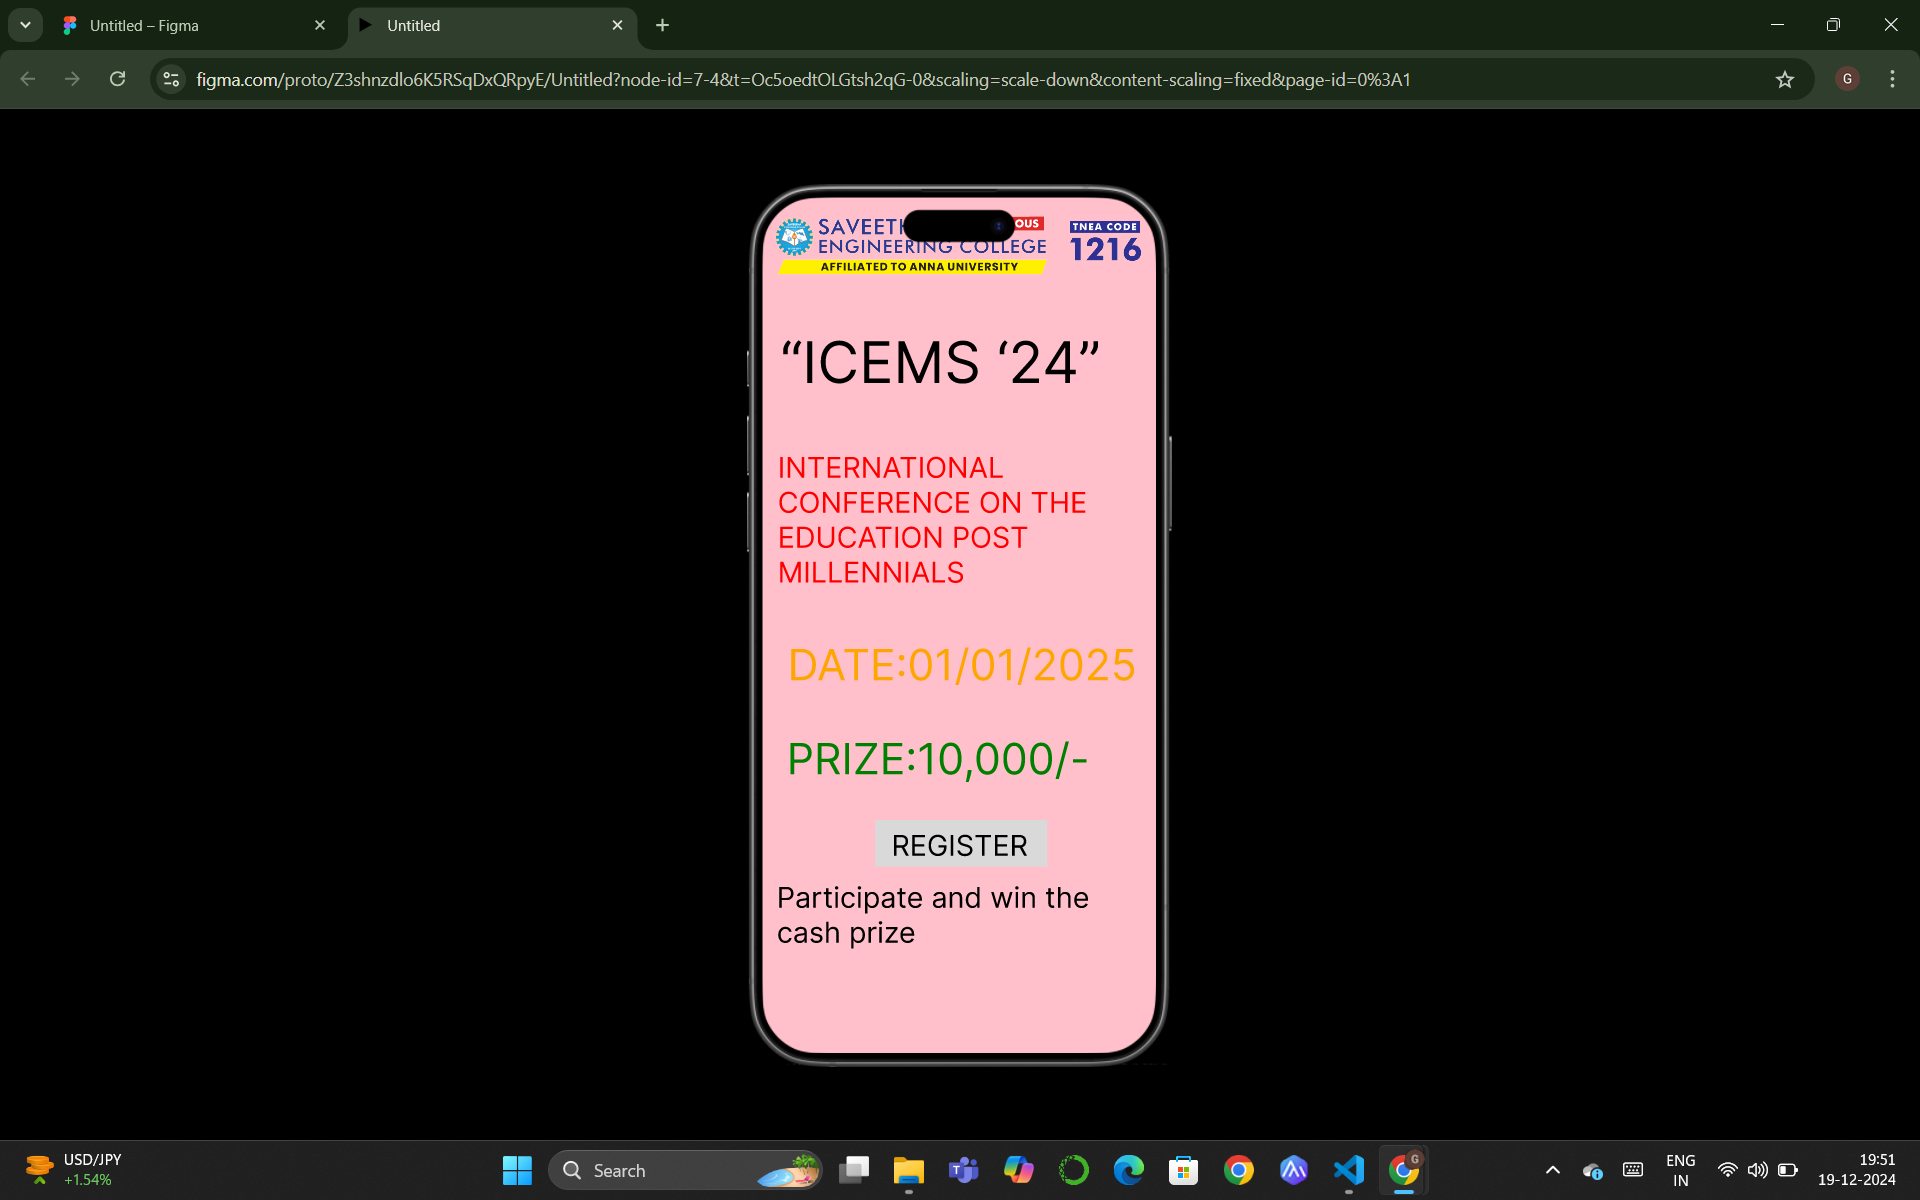 Untitled – Figma
Untitled
figma.com/proto/Z3shnzdlo6K5RSqDxQRpyE/Untitled?node-id=7-4&t=Oc5oedtOLGtsh2qG-0&scaling=scale-down&content-scaling=fixed&page-id=0%3A1
G
TNEA CODE
ENGINEERING COLLEGE
1216
AFFILIATED TO ANNA UNIVERSITY
“ICEMS ‘24”
INTERNATIONAL
CONFERENCE ON THE
EDUCATION POST
MILLENNIALS
DATE:01/01/2025
PRIZE:10,000/-
REGISTER
Participate and win the
cash prize
USD/JPY
+1.54%
Search
G
ENG
IN
19:51
19-12-2024